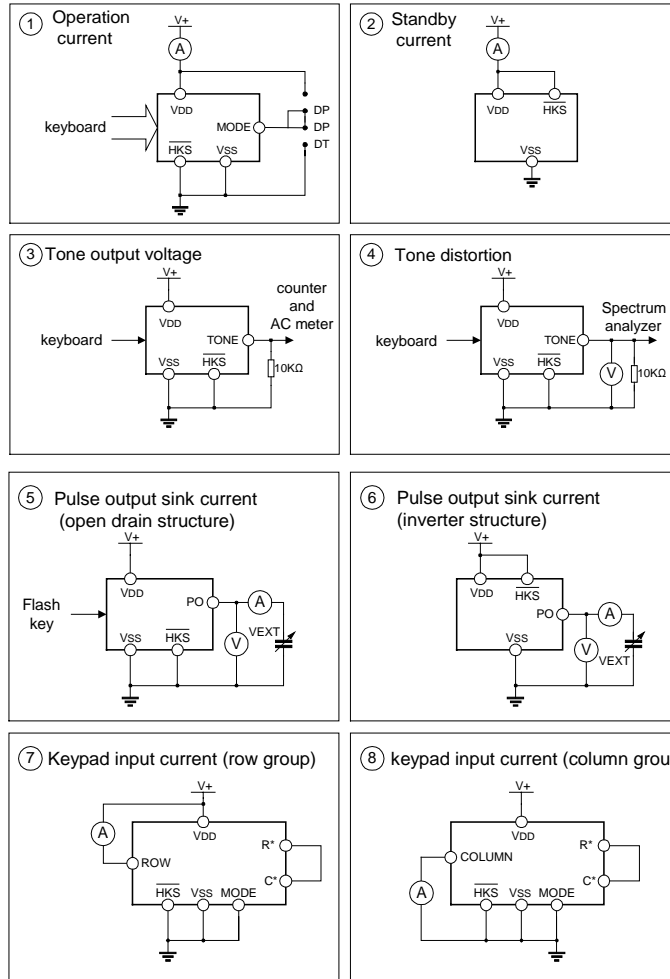 ① Operation
current
V+
A
VDD
MODE
DP
DP
DT
keyboard
HKS
VSS
② Standby
current
V+
A
VDD
HKS
VSS
③ Tone output voltage
V+
VDD
counter
and
AC meter
keyboard
TONE
VSS
HKS
10KΩ
④ Tone distortion
V+
VDD
Spectrum
analyzer
keyboard
TONE
VSS
HKS
V
10KΩ
⑤ Pulse output sink current
(open drain structure)
V+
VDD
PO
A
Flash
key
VSS
HKS
V
VEXT
⑥ Pulse output sink current
(inverter structure)
V+
VDD
HKS
PO
A
VSS
V
VEXT
⑦ Keypad input current (row group)
V+
A
VDD
ROW
R*
C*
HKS
VSS
MODE
⑧ keypad input current (column grou
V+
VDD
COLUMN
R*
A
C*
HKS
VSS
MODE